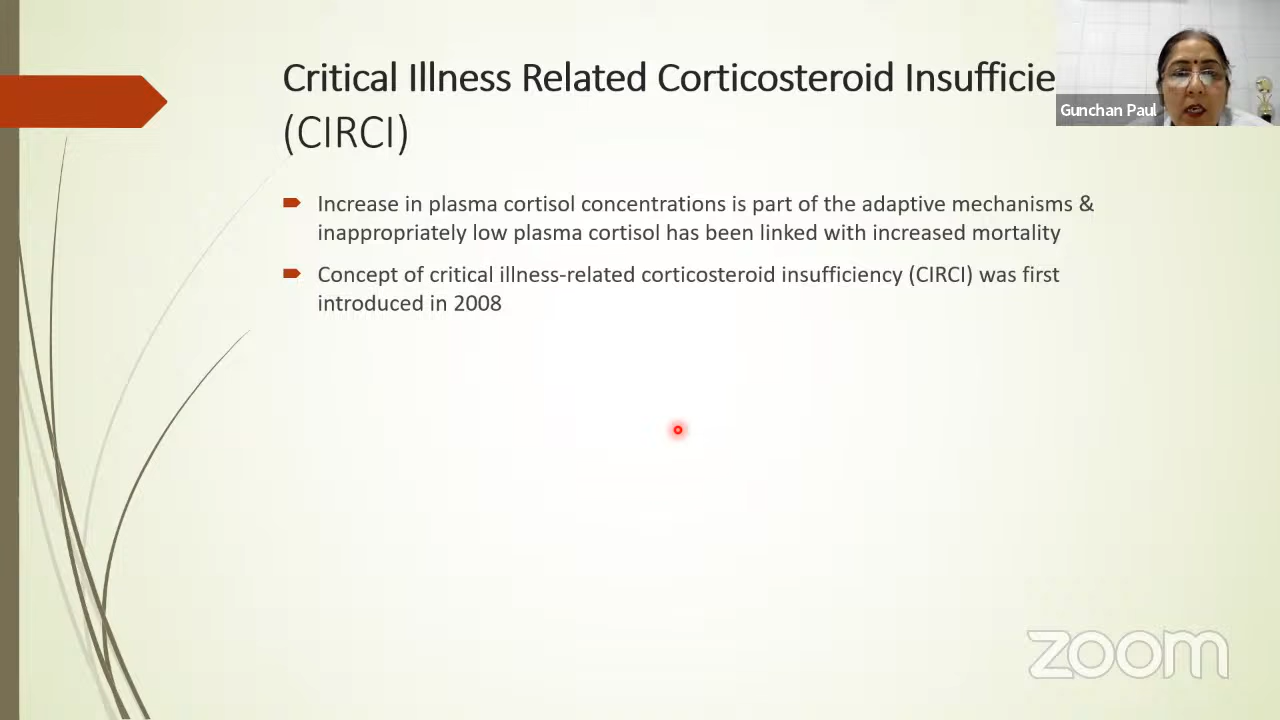 Critical Illness Related Corticosteroid Insufficie
(CIRCI)
Gunchan Paul
Increase in plasma cortisol concentrations is part of the adaptive mechanisms &
inappropriately low plasma cortisol has been linked with increased mortality
Concept of critical illness-related corticosteroid insufficiency (CIRCI) was first
introduced in 2008
zoom